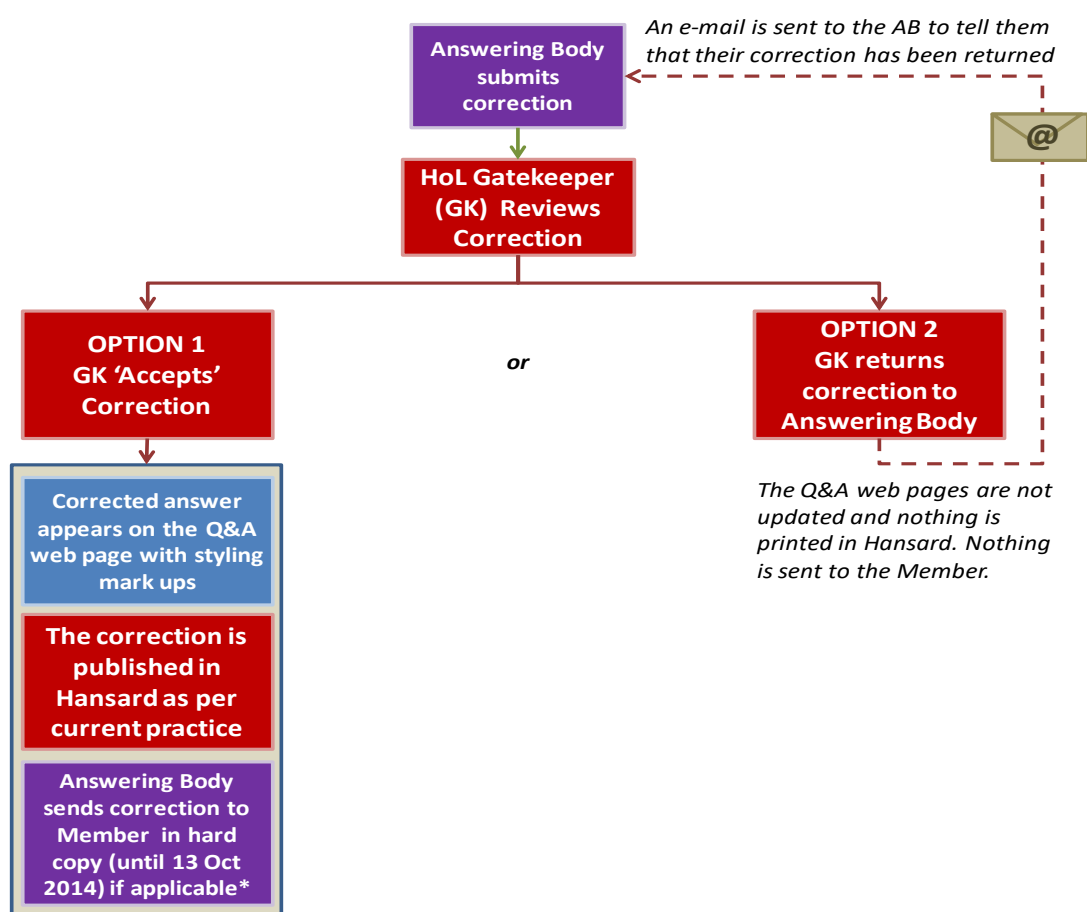 An e-mail is sent to the AB to tell them
that their correction has been returned
Answering Body
submits
correction
@
HoL Gatekeeper
(GK) Reviews
Correction
OPTION 1
GK ‘Accepts’
Correction
or
OPTION 2
GK returns
correction to
Answering Body
Corrected answer
appears on the Q&A
web page with styling
mark ups
The Q&A web pages are not
updated and nothing is
printed in Hansard. Nothing
is sent to the Member.
The correction is
published in
Hansard as per
current practice
Answering Body
sends correction to
Member in hard
copy (until 13 Oct
2014) if applicable*